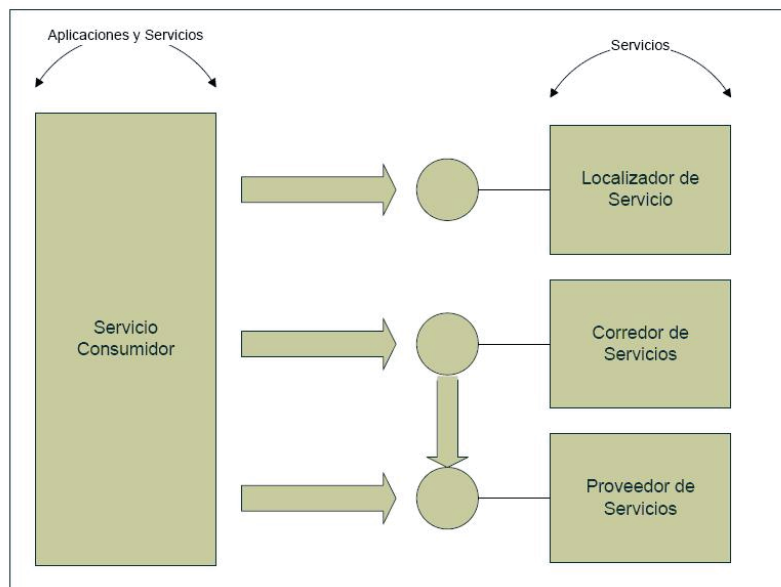 Aplicaciones y Servicios
Servicios
Localizador de
Servicio
Servicio
Consumidor
Corredor de
Servicios
Proveedor de
Servicios